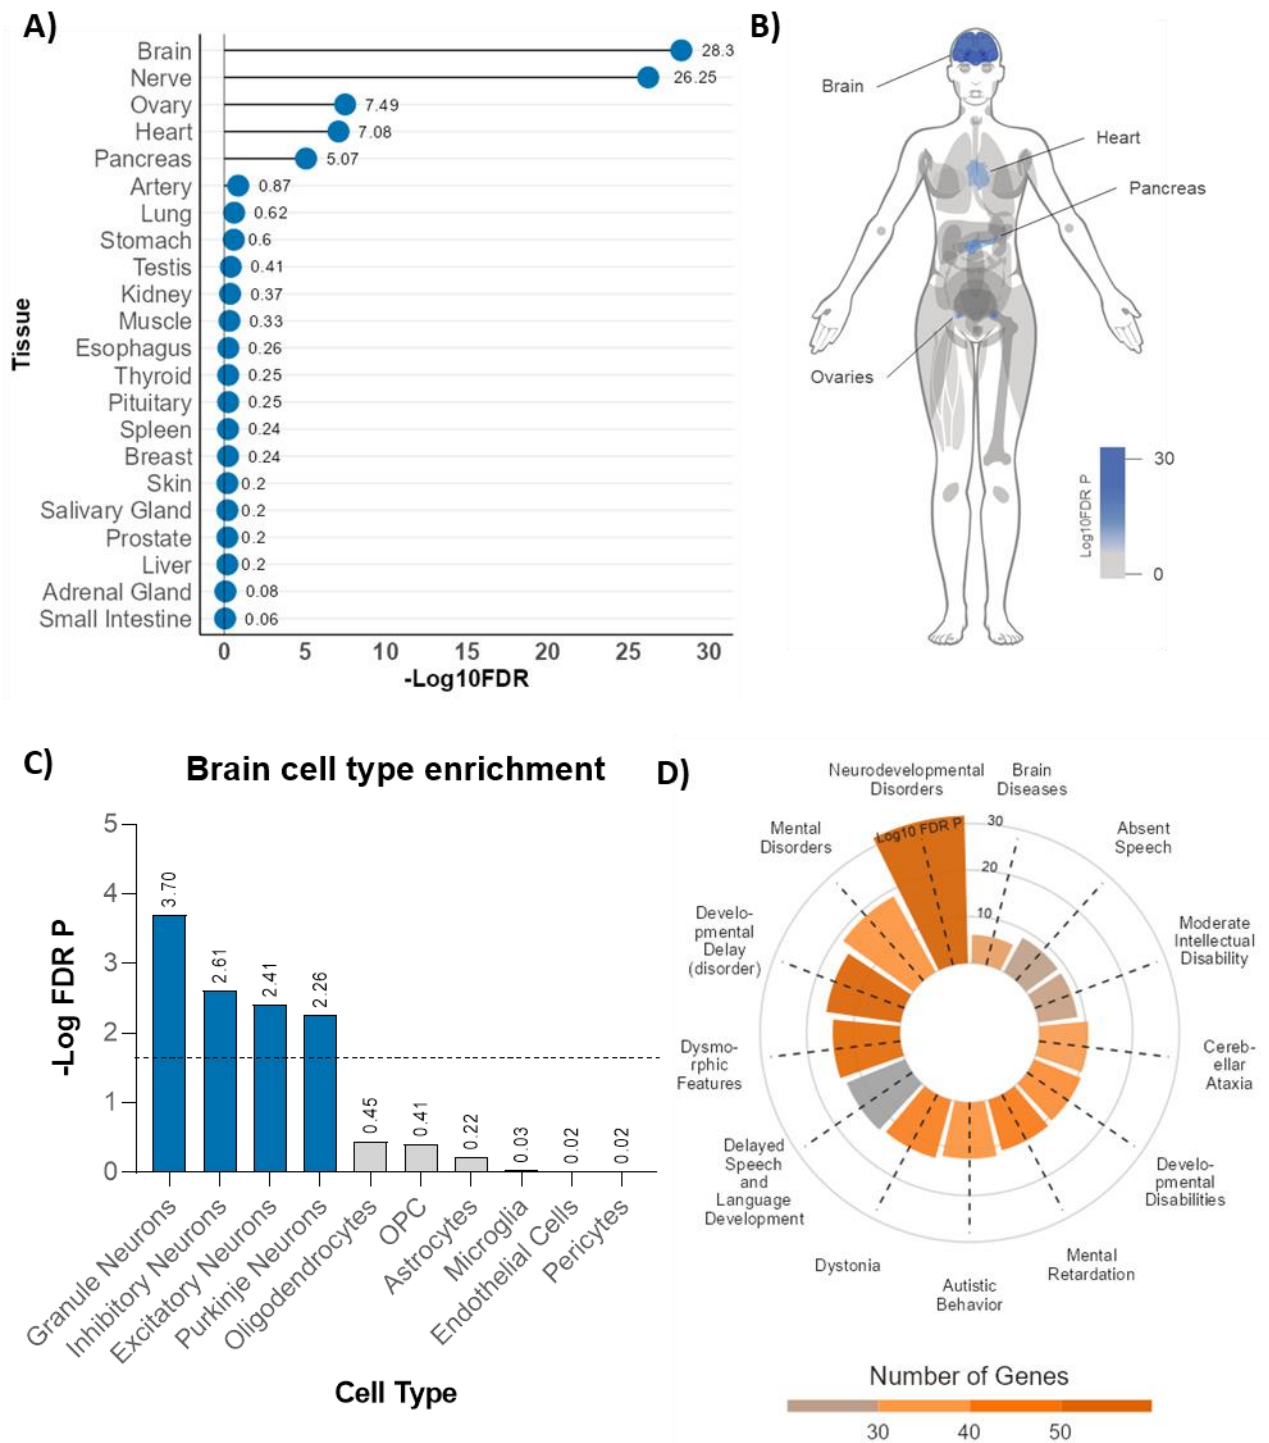 A)
Brain 28.3
Nerve 26.25
Ovary 7.49
Heart 7.08
Pancreas 5.07
Artery 0.87
Lung 0.62
Stomach 0.6
Testis 0.41
Kidney 0.37
Muscle 0.33
Esophagus 0.26
Thyroid 0.25
Pituitary 0.25
Spleen 0.24
Breast 0.24
Skin 0.2
Salivary Gland 0.2
Prostate 0.2
Liver 0.2
Adrenal Gland 0.08
Small Intestine 0.06
Tissue
0 5 10 15 20 25 30
-Log10FDR
B)
Brain
Heart
Pancreas
Ovaries
30
0
Log10FDR P
C)
Brain cell type enrichment
-Log FDR P
5
4
3
2
1
0
3.70
2.61
2.41
2.26
0.45
0.41
0.22
0.03
0.02
0.02
Granule Neurons
Inhibitory Neurons
Excitatory Neurons
Purkinje Neurons
Oligodendrocytes
OPC
Astrocytes
Microglia
Endothelial Cells
Pericytes
Cell Type
D)
Neurodevelopmental
Disorders
Brain
Diseases
Absent
Speech
Moderate
Intellectual
Disability
Cereb-
ellar
Ataxia
Develo-
pmental
Disabilities
Mental
Retardation
Autistic
Behavior
Dystonia
Delayed
Speech
and
Language
Development
Dysmo-
rphic
Features
Develo-
pmental
Delay
(disorder)
Mental
Disorders
Log10 FDR P
30
20
10
Number of Genes
30 40 50